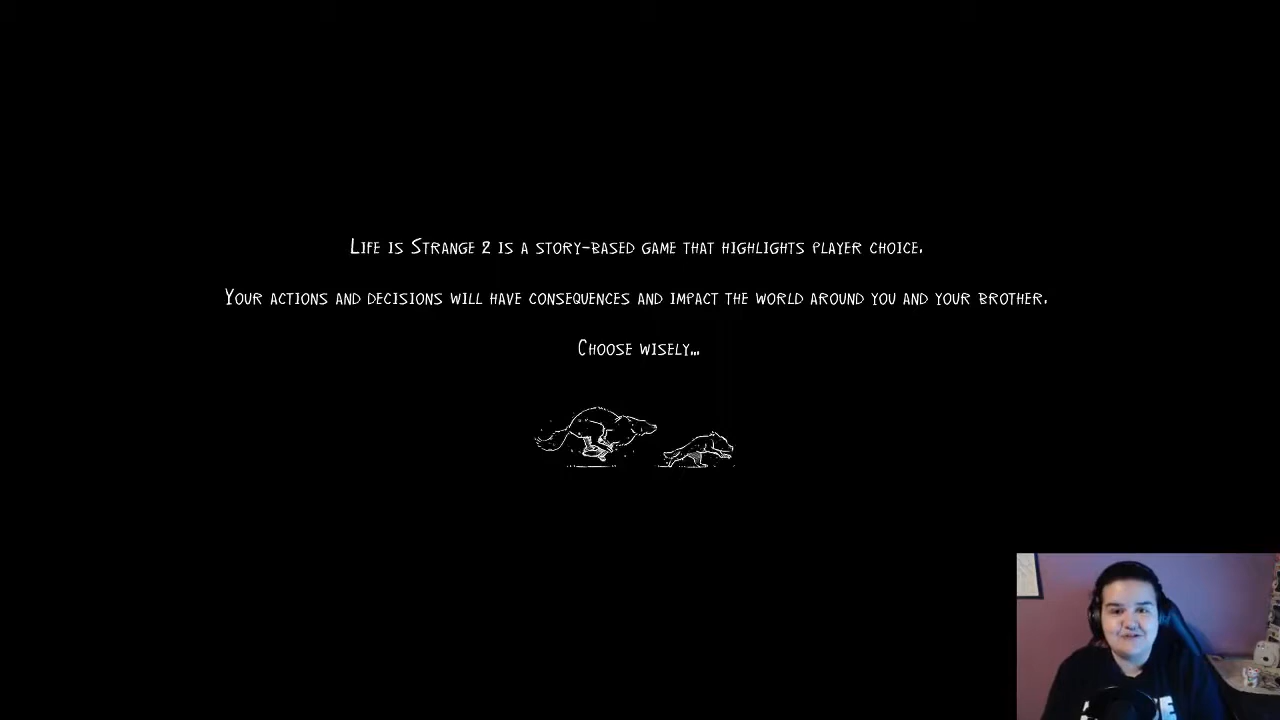 Life is Strange 2 is a story-based game that highlights player choice.
Your actions and decisions will have consequences and impact the world around you and your brother.
Choose wisely...